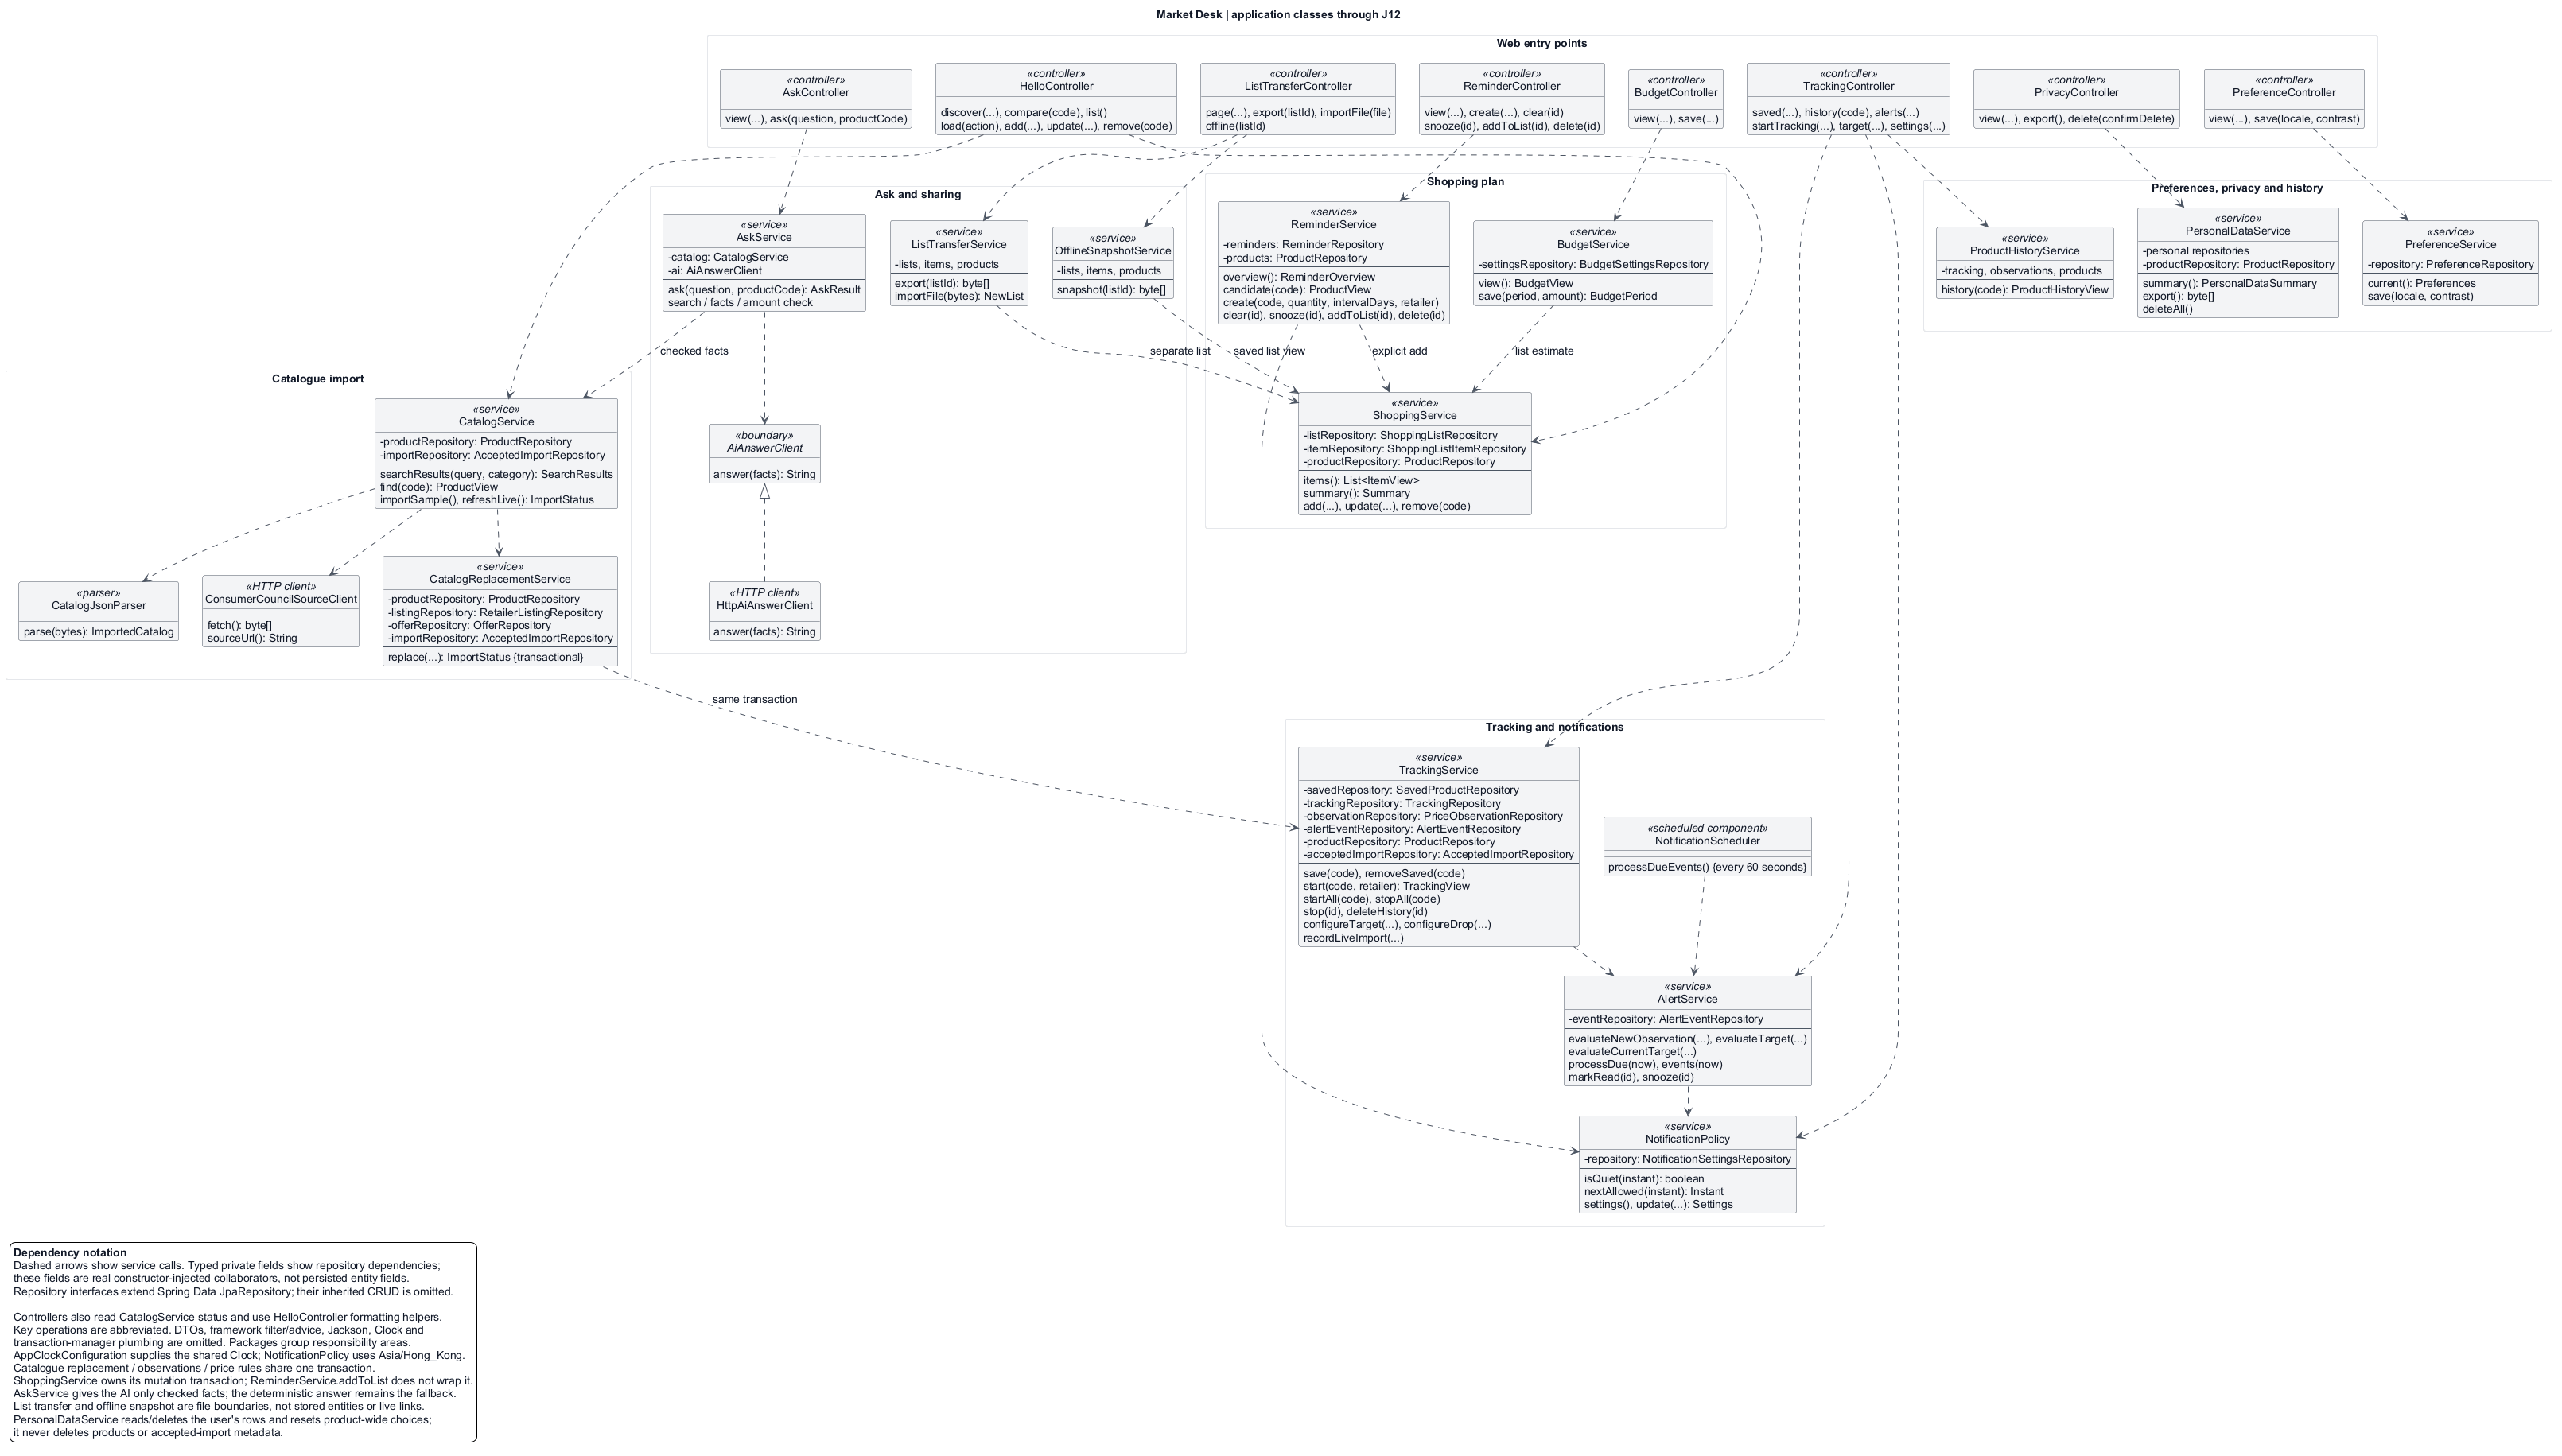 Market Desk | application classes through J12
Web entry points
«controller»
AskController
view(...), ask(question, productCode)
«controller»
HelloController
discover(...), compare(code), list()
load(action), add(...), update(...), remove(code)
«controller»
ListTransferController
page(...), export(listId), importFile(file)
offline(listId)
«controller»
ReminderController
view(...), create(...), clear(id)
snooze(id), addToList(id), delete(id)
«controller»
BudgetController
view(...), save(...)
«controller»
TrackingController
saved(...), history(code), alerts(...)
startTracking(...), target(...), settings(...)
«controller»
PrivacyController
view(...), export(), delete(confirmDelete)
«controller»
PreferenceController
view(...), save(locale, contrast)
Ask and sharing
«service»
AskService
-catalog: CatalogService
-ai: AiAnswerClient
ask(question, productCode): AskResult
search / facts / amount check
«service»
ListTransferService
-lists, items, products
export(listId): byte[]
importFile(bytes): NewList
«service»
OfflineSnapshotService
-lists, items, products
snapshot(listId): byte[]
Shopping plan
«service»
ReminderService
-reminders: ReminderRepository
-products: ProductRepository
overview(): ReminderOverview
candidate(code): ProductView
create(code, quantity, intervalDays, retailer)
clear(id), snooze(id), addToList(id), delete(id)
«service»
BudgetService
-settingsRepository: BudgetSettingsRepository
view(): BudgetView
save(period, amount): BudgetPeriod
Preferences, privacy and history
«service»
ProductHistoryService
-tracking, observations, products
history(code): ProductHistoryView
«service»
PersonalDataService
-personal repositories
-productRepository: ProductRepository
summary(): PersonalDataSummary
export(): byte[]
deleteAll()
«service»
PreferenceService
-repository: PreferenceRepository
current(): Preferences
save(locale, contrast)
checked facts
separate list
saved list view
explicit add
list estimate
Catalogue import
«service»
CatalogService
-productRepository: ProductRepository
-importRepository: AcceptedImportRepository
searchResults(query, category): SearchResults
find(code): ProductView
importSample(), refreshLive(): ImportStatus
«boundary»
AiAnswerClient
answer(facts): String
«service»
ShoppingService
-listRepository: ShoppingListRepository
-itemRepository: ShoppingListItemRepository
-productRepository: ProductRepository
items(): List<ItemView>
summary(): Summary
add(...), update(...), remove(code)
«parser»
CatalogJsonParser
parse(bytes): ImportedCatalog
«HTTP client»
ConsumerCouncilSourceClient
fetch(): byte[]
sourceUrl(): String
«service»
CatalogReplacementService
-productRepository: ProductRepository
-listingRepository: RetailerListingRepository
-offerRepository: OfferRepository
-importRepository: AcceptedImportRepository
replace(...): ImportStatus {transactional}
«HTTP client»
HttpAiAnswerClient
answer(facts): String
same transaction
Tracking and notifications
«service»
TrackingService
-savedRepository: SavedProductRepository
-trackingRepository: TrackingRepository
-observationRepository: PriceObservationRepository
-alertEventRepository: AlertEventRepository
-productRepository: ProductRepository
-acceptedImportRepository: AcceptedImportRepository
save(code), removeSaved(code)
start(code, retailer): TrackingView
startAll(code), stopAll(code)
stop(id), deleteHistory(id)
configureTarget(...), configureDrop(...)
recordLiveImport(...)
«scheduled component»
NotificationScheduler
processDueEvents() {every 60 seconds}
«service»
AlertService
-eventRepository: AlertEventRepository
evaluateNewObservation(...), evaluateTarget(...)
evaluateCurrentTarget(...)
processDue(now), events(now)
markRead(id), snooze(id)
«service»
NotificationPolicy
-repository: NotificationSettingsRepository
isQuiet(instant): boolean
nextAllowed(instant): Instant
settings(), update(...): Settings
Dependency notation
Dashed arrows show service calls. Typed private fields show repository dependencies;
these fields are real constructor-injected collaborators, not persisted entity fields.
Repository interfaces extend Spring Data JpaRepository; their inherited CRUD is omitted.
Controllers also read CatalogService status and use HelloController formatting helpers.
Key operations are abbreviated. DTOs, framework filter/advice, Jackson, Clock and
transaction-manager plumbing are omitted. Packages group responsibility areas.
AppClockConfiguration supplies the shared Clock; NotificationPolicy uses Asia/Hong_Kong.
Catalogue replacement / observations / price rules share one transaction.
ShoppingService owns its mutation transaction; ReminderService.addToList does not wrap it.
AskService gives the AI only checked facts; the deterministic answer remains the fallback.
List transfer and offline snapshot are file boundaries, not stored entities or live links.
PersonalDataService reads/deletes the user's rows and resets product-wide choices;
it never deletes products or accepted-import metadata.